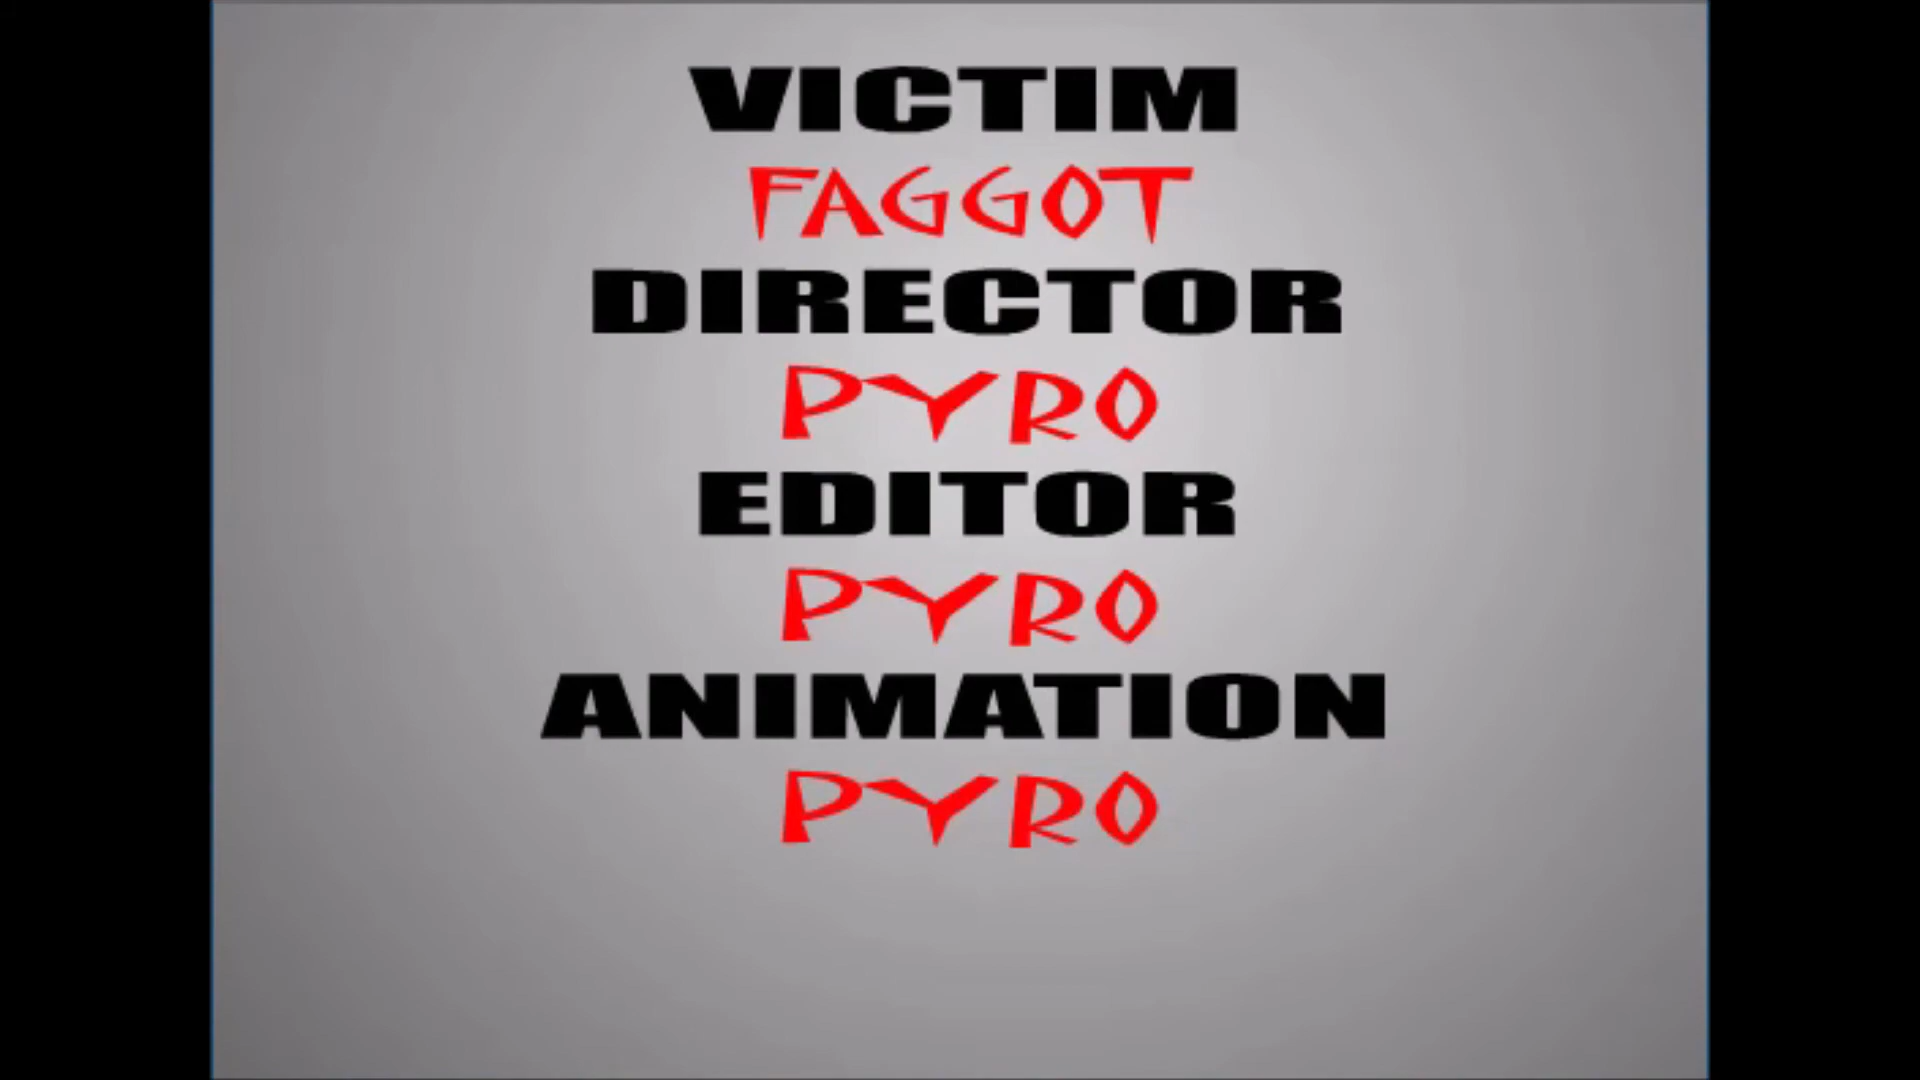 VICTIM
FAGGOT
DIRECTOR
PYRO
EDITOR
PYRO
ANIMATION
PYRO